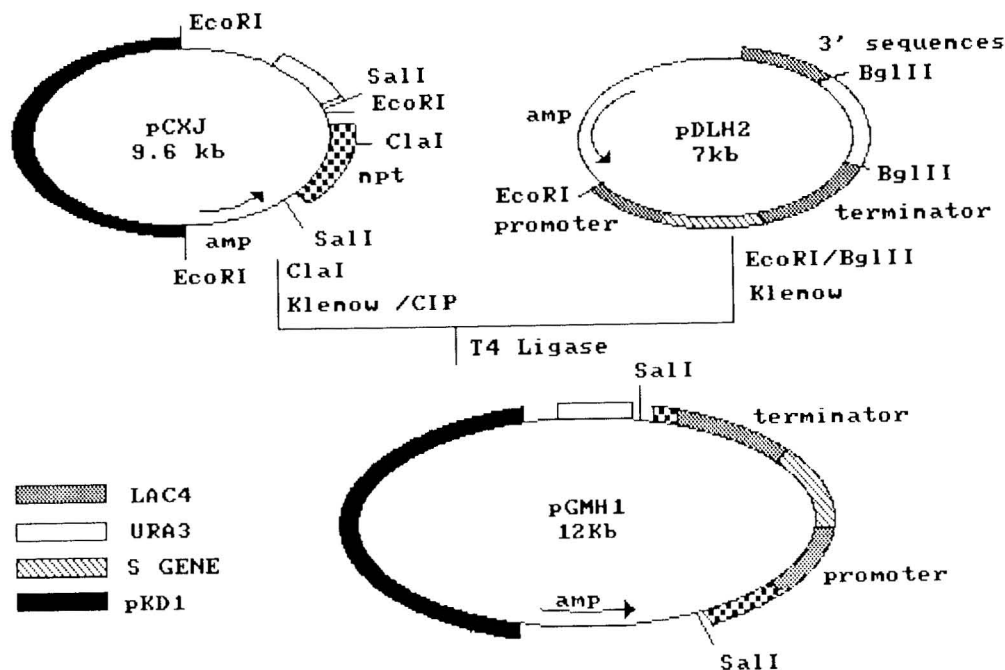 EcoRI
SalI
EcoRI
pCXJ
9.6 kb
ClaI
npt
amp
SalI
EcoRI
3' sequences
BglII
amp
pDLH2
7kb
EcoRI
BglII
promoter
terminator
ClaI
Klenow /CIP
EcoRI/BglII
Klenow
T4 Ligase
SalI
terminator
pGMH1
12Kb
promoter
amp
SalI
LAC4
URA3
S GENE
pKD1